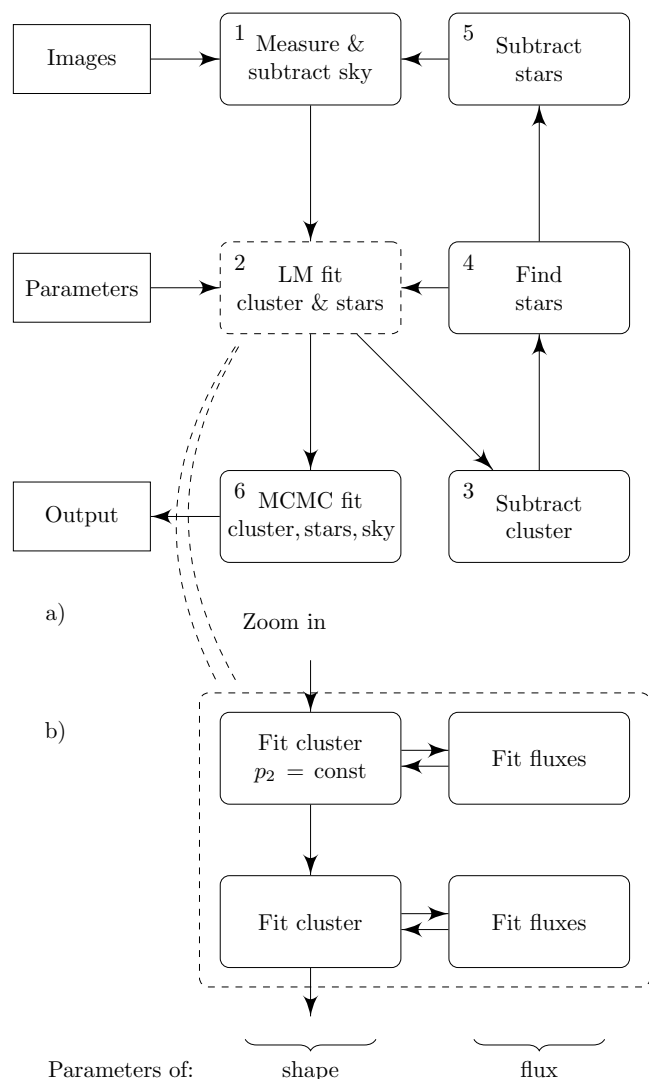 Images
1
Measure &
subtract sky
5
Subtract
stars
Parameters
2
LM fit
cluster & stars
4
Find
stars
Output
6
MCMC fit
cluster, stars, sky
3
Subtract
cluster
a)
Zoom in
b)
Fit cluster
p₂ = const
Fit fluxes
Fit cluster
Fit fluxes
Parameters of:
shape
flux